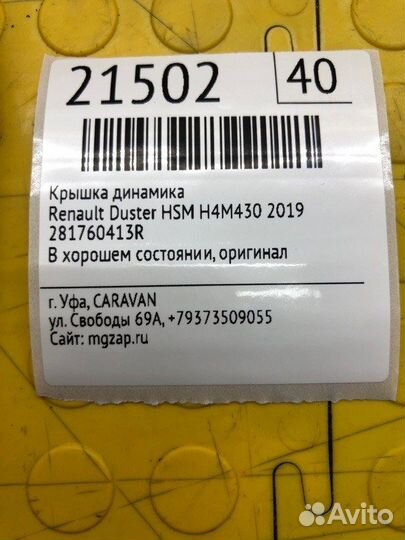 21502 40
Крышка динамика
Renault Duster HSM H4M430 2019
281760413R
В хорошем состоянии, оригинал
г. Уфа, CARAVAN
ул. Свободы 69А, +79373509055
Сайт: mgzap.ru
Avito